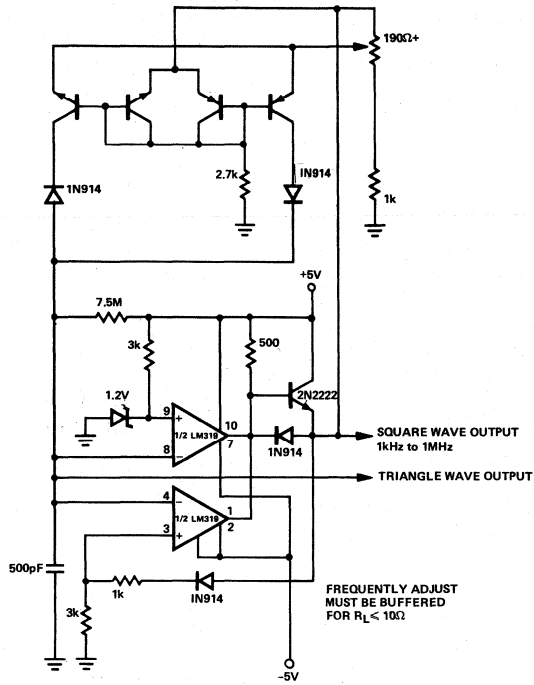 190Ω+
1N914
2.7k
IN914
1k
+5V
7.5M
3k
500
1.2V
2N2222
9
+
10
1/2 LM319
7
8
−
1N914
SQUARE WAVE OUTPUT
1kHz to 1MHz
TRIANGLE WAVE OUTPUT
4
−
1
1/2 LM319
2
3
+
500pF
1k
IN914
3k
FREQUENTLY ADJUST
MUST BE BUFFERED
FOR RL ⩽ 10Ω
−5V